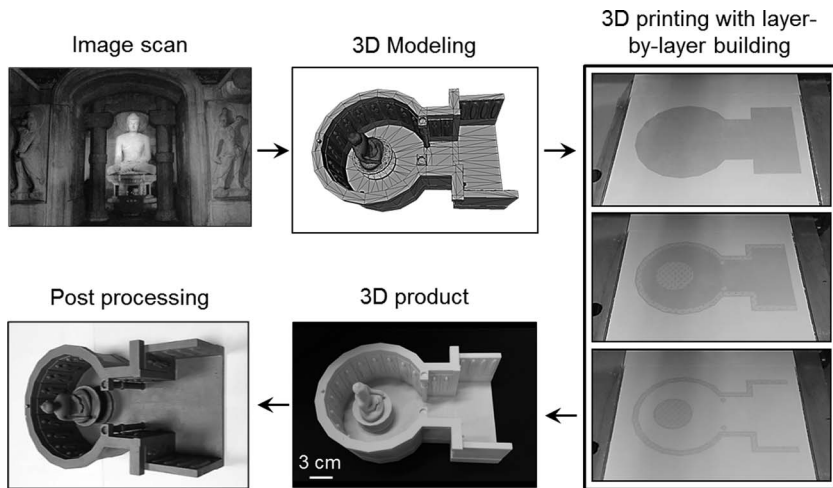 Image scan
3D Modeling
3D printing with layer-
by-layer building
Post processing
3D product
3 cm